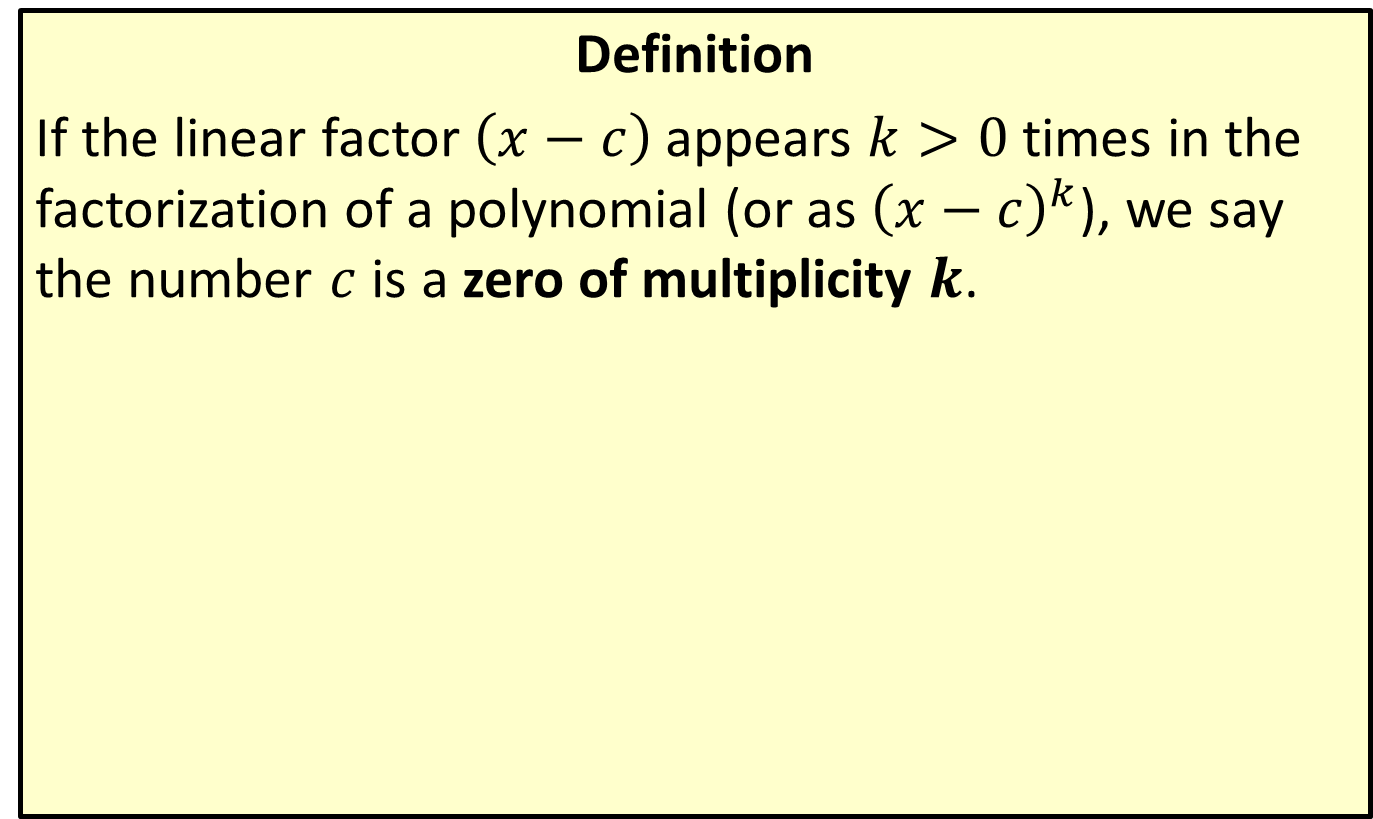 Definition
If the linear factor (x − c) appears k > 0 times in the
factorization of a polynomial (or as (x − c)^k), we say
the number c is a zero of multiplicity k.